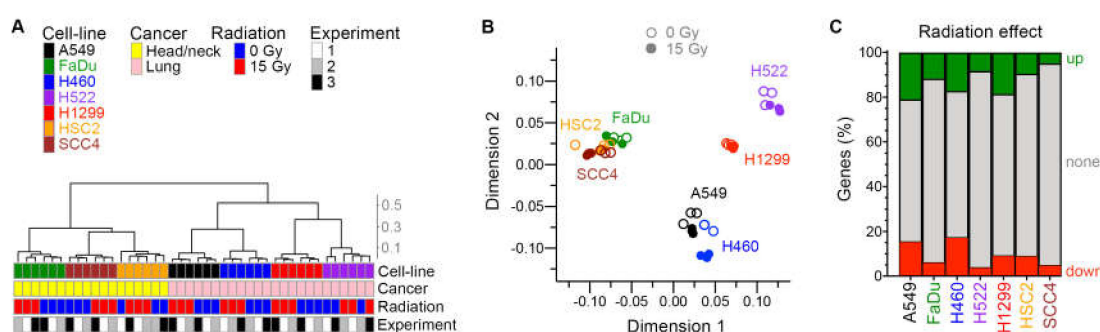 A
Cell-line
A549
FaDu
H460
H522
H1299
HSC2
SCC4
Cancer
Head/neck
Lung
Radiation
0 Gy
15 Gy
Experiment
1
2
3
0.5
0.3
0.1
Cell-line
Cancer
Radiation
Experiment
B
0 Gy
15 Gy
H522
FaDu
HSC2
SCC4
H1299
A549
H460
0.10
0.05
0.00
-0.05
-0.10
Dimension 2
-0.10 -0.05 0.00 0.05 0.10
Dimension 1
C
Radiation effect
100
80
60
40
20
0
Genes (%)
up
none
down
A549
FaDu
H460
H522
H1299
HSC2
SCC4